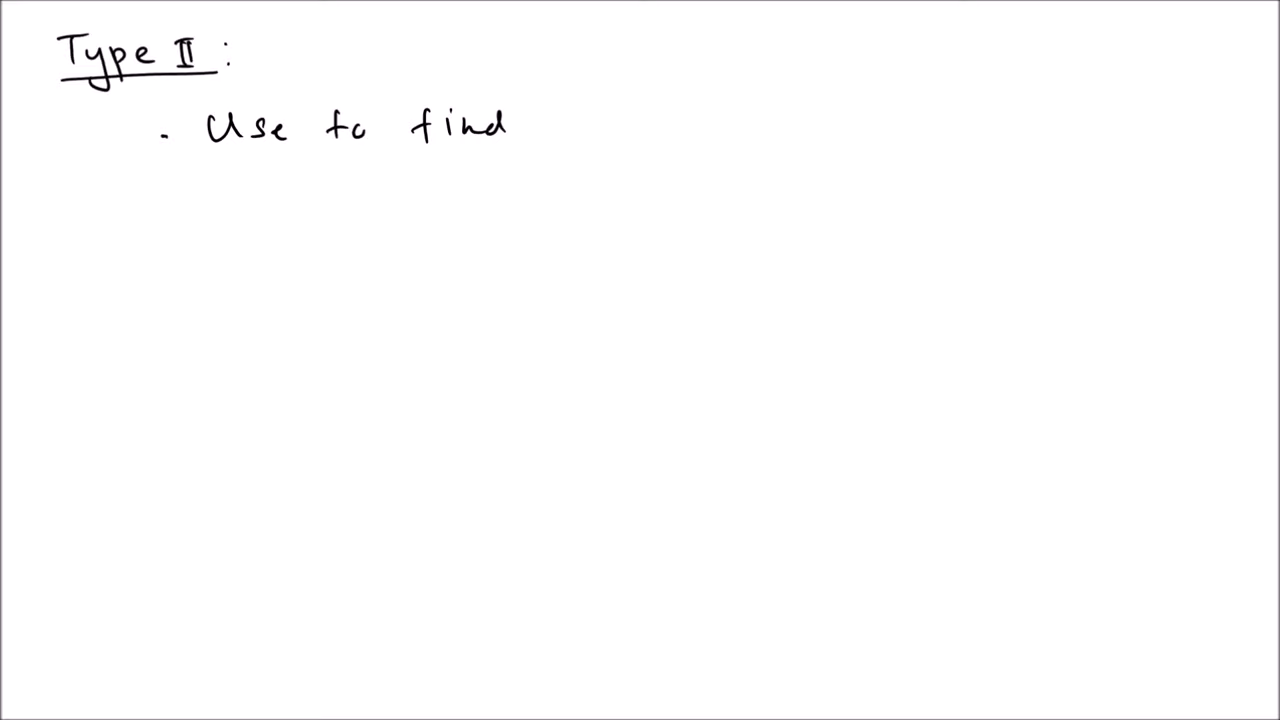 Type II :
. Use to find